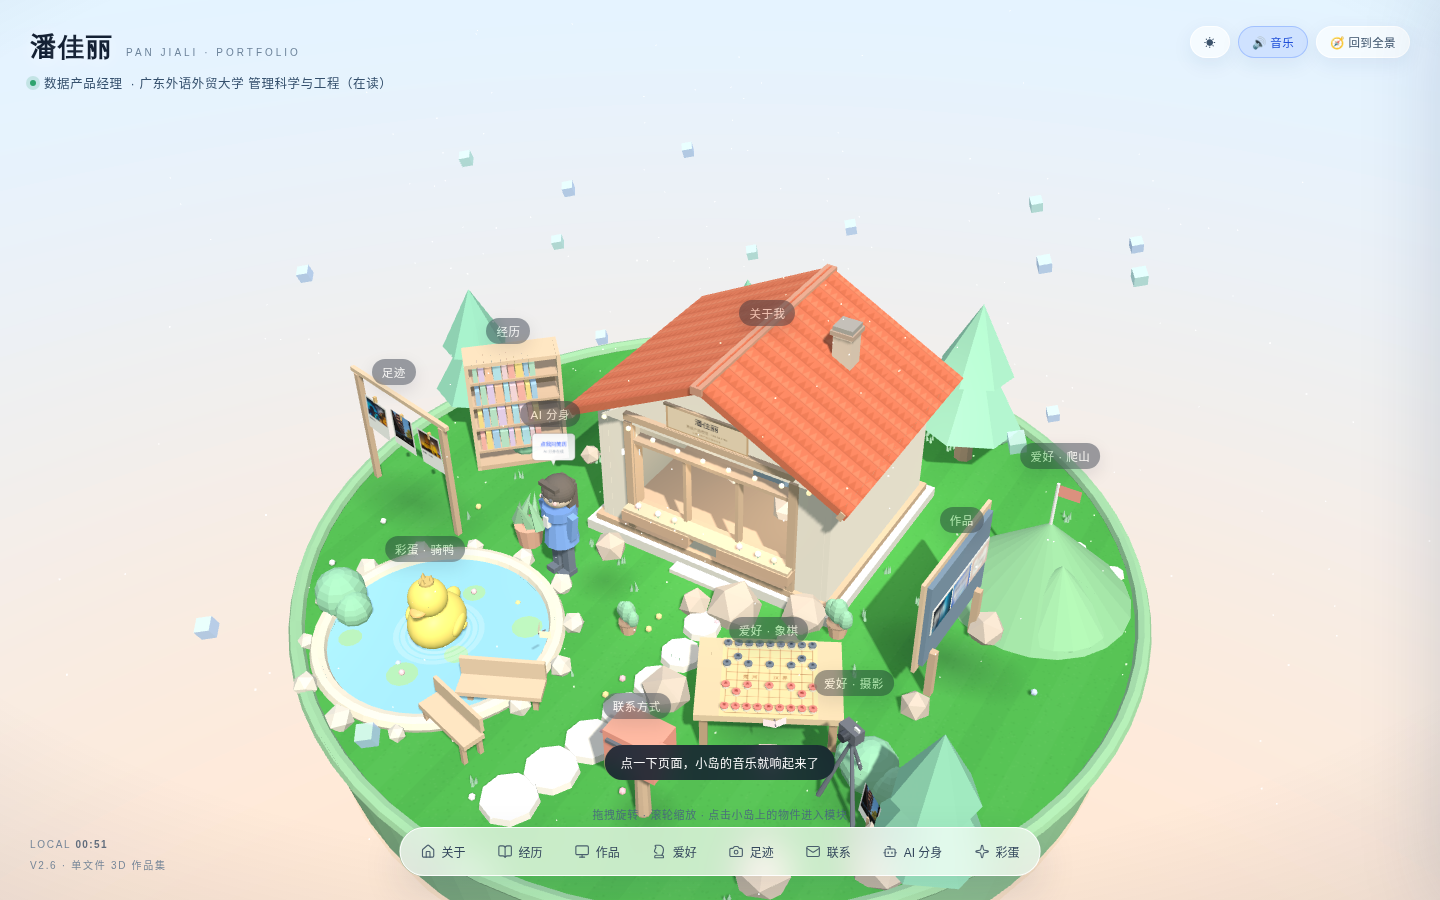 潘佳丽 PAN JIALI · PORTFOLIO
数据产品经理 · 广东外语外贸大学 管理科学与工程（在读）
音乐
回到全景
关于我
经历
足迹
AI 分身
爱好 · 爬山
作品
彩蛋 · 骑鸭
爱好 · 象棋
爱好 · 摄影
联系方式
点一下页面，小岛的音乐就响起来了
拖拽旋转 · 滚轮缩放 · 点击小岛上的物件进入模块
LOCAL 00:51
V2.6 · 单文件 3D 作品集
关于 经历 作品 爱好 足迹 联系 AI 分身 彩蛋